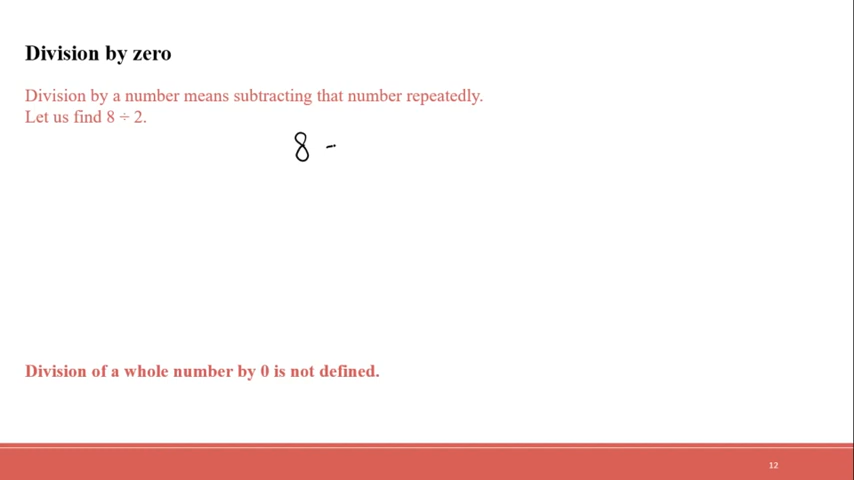 Division by zero
Division by a number means subtracting that number repeatedly.
Let us find 8 ÷ 2.
8 -
Division of a whole number by 0 is not defined.
12